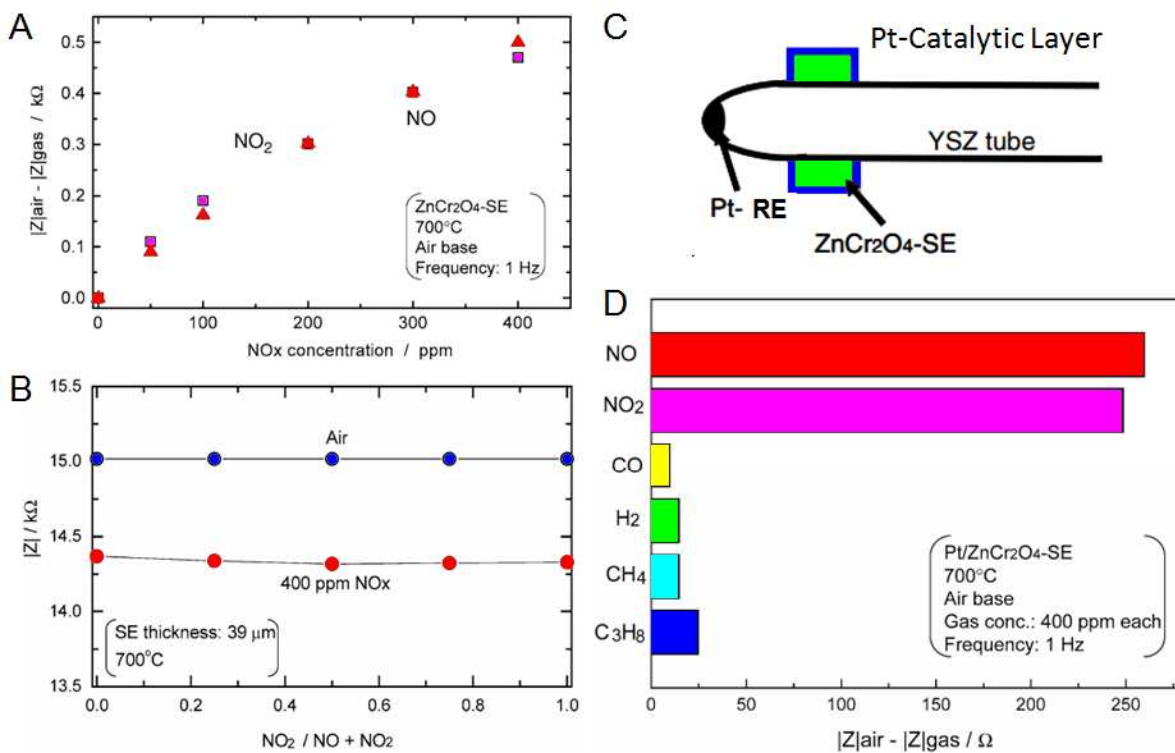 A
|Z|air - |Z|gas / kΩ
0.5
0.4
0.3
0.2
0.1
0.0
NO₂
NO
ZnCr₂O₄-SE
700°C
Air base
Frequency: 1 Hz
0
100
200
300
400
NOx concentration / ppm
B
|Z| / kΩ
15.5
15.0
14.5
14.0
13.5
Air
400 ppm NOx
SE thickness: 39 μm
700°C
0.0
0.2
0.4
0.6
0.8
1.0
NO₂ / NO + NO₂
C
Pt-Catalytic Layer
YSZ tube
Pt- RE
ZnCr₂O₄-SE
D
NO
NO₂
CO
H₂
CH₄
C₃H₈
Pt/ZnCr₂O₄-SE
700°C
Air base
Gas conc.: 400 ppm each
Frequency: 1 Hz
0
50
100
150
200
250
|Z|air - |Z|gas / Ω